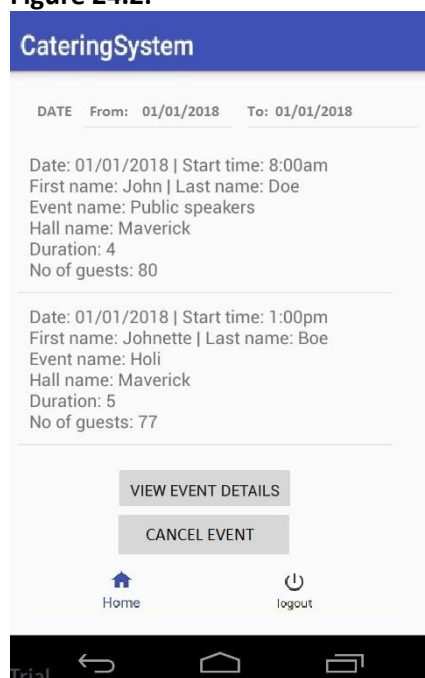 Figure 24.2:
CateringSystem
DATE From: 01/01/2018 To: 01/01/2018
Date: 01/01/2018 | Start time: 8:00am
First name: John | Last name: Doe
Event name: Public speakers
Hall name: Maverick
Duration: 4
No of guests: 80
Date: 01/01/2018 | Start time: 1:00pm
First name: Johnette | Last name: Boe
Event name: Holi
Hall name: Maverick
Duration: 5
No of guests: 77
VIEW EVENT DETAILS
CANCEL EVENT
Home logout
Trial